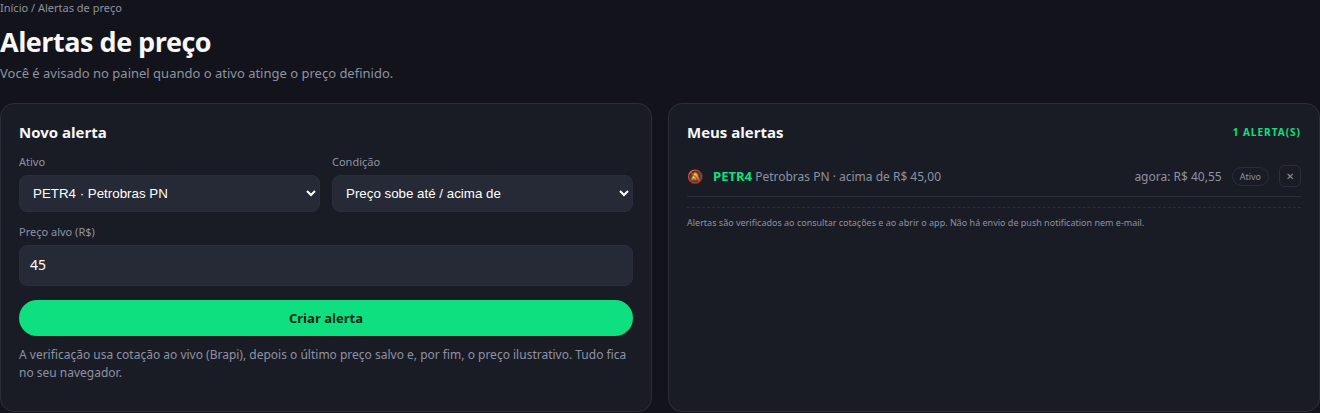 Início / Alertas de preço
Alertas de preço
Você é avisado no painel quando o ativo atinge o preço definido.
Novo alerta
Ativo
Condição
PETR4 · Petrobras PN
Preço sobe até / acima de
Preço alvo (R$)
45
Criar alerta
A verificação usa cotação ao vivo (Brapi), depois o último preço salvo e, por fim, o preço ilustrativo. Tudo fica
no seu navegador.
Meus alertas
1 ALERTA(S)
PETR4 Petrobras PN · acima de R$ 45,00
agora: R$ 40,55
Ativo
×
Alertas são verificados ao consultar cotações e ao abrir o app. Não há envio de push notification nem e-mail.